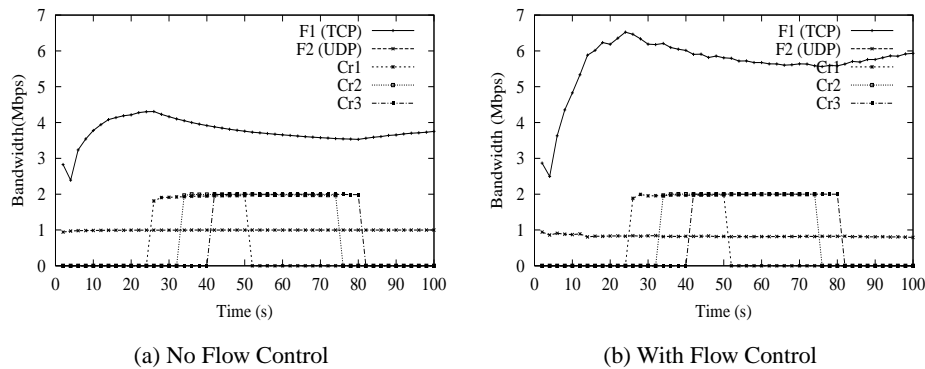 7
6
5
4
3
2
1
0
Bandwidth(Mbps)
F1 (TCP)
F2 (UDP)
Cr1
Cr2
Cr3
0 10 20 30 40 50 60 70 80 90 100
Time (s)
(a) No Flow Control
7
6
5
4
3
2
1
0
Bandwidth (Mbps)
F1 (TCP)
F2 (UDP)
Cr1
Cr2
Cr3
0 10 20 30 40 50 60 70 80 90 100
Time (s)
(b) With Flow Control